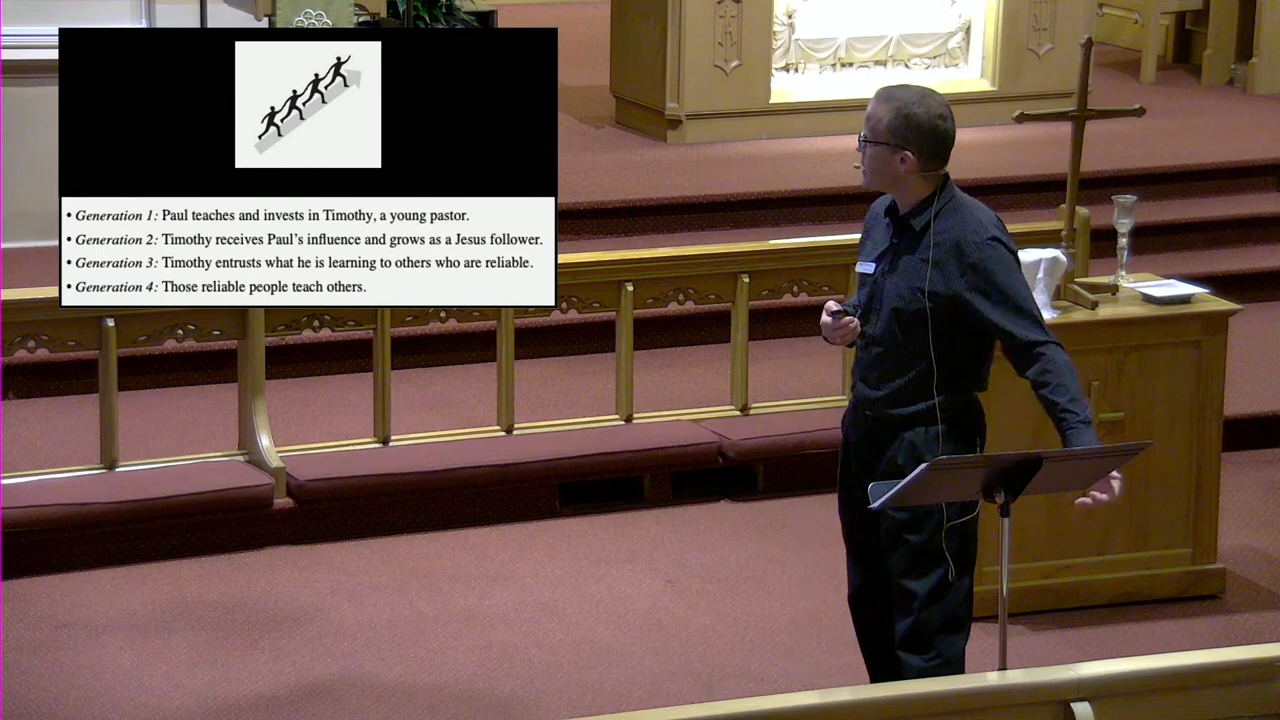 • Generation 1: Paul teaches and invests in Timothy, a young pastor.
• Generation 2: Timothy receives Paul's influence and grows as a Jesus follower.
• Generation 3: Timothy entrusts what he is learning to others who are reliable.
• Generation 4: Those reliable people teach others.